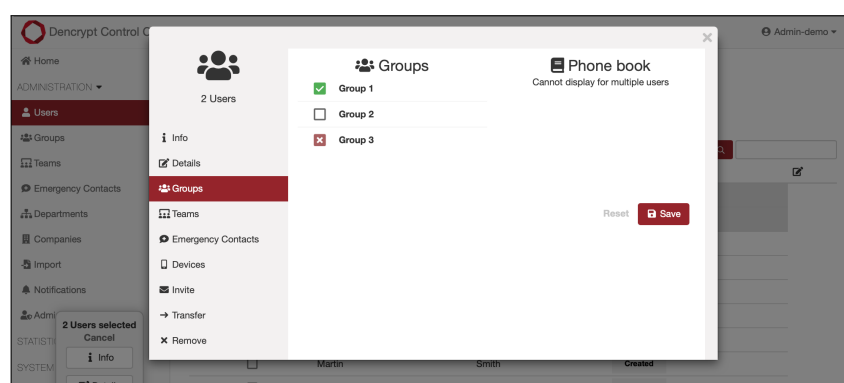 Dencrypt Control C
Admin-demo
Home
ADMINISTRATION
Users
Groups
Teams
Emergency Contacts
Departments
Companies
Import
Notifications
Admi
STATISTI
SYSTEM
2 Users selected
Cancel
Info
×
2 Users
Info
Details
Groups
Teams
Emergency Contacts
Devices
Invite
Transfer
Remove
Groups
Group 1
Group 2
Group 3
Phone book
Cannot display for multiple users
Reset Save
Martin Smith Created